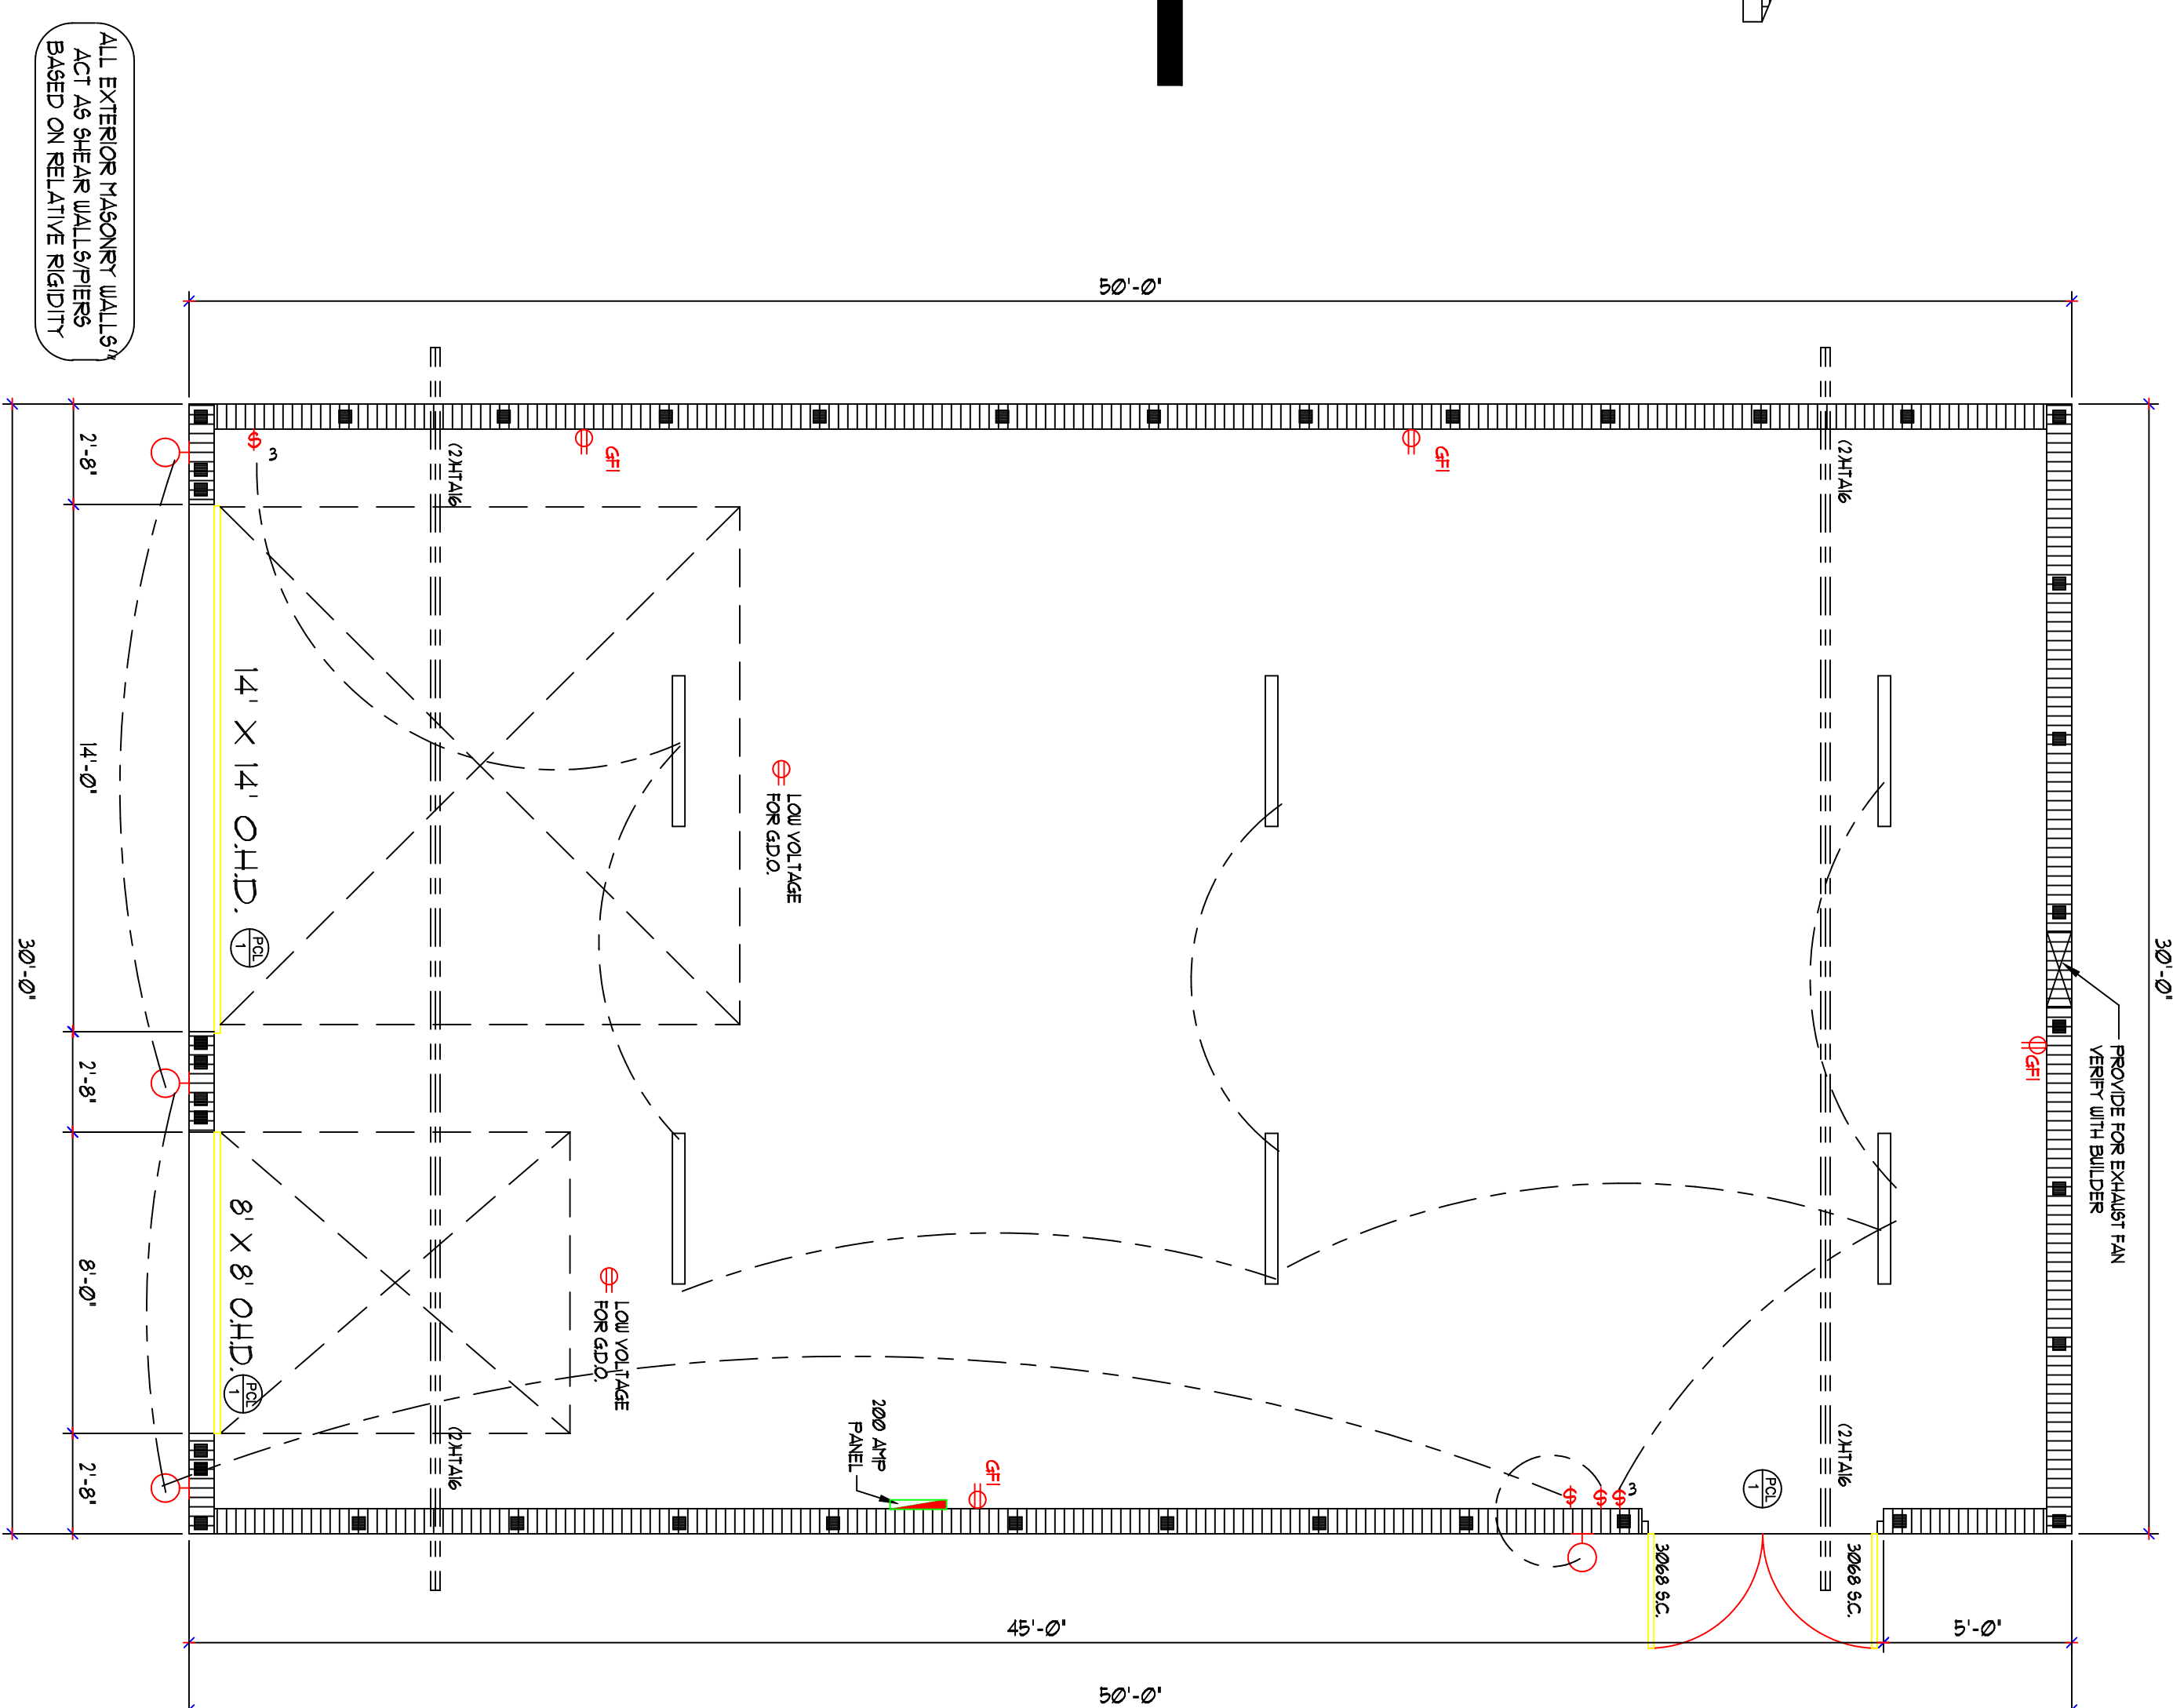 ALL EXTERIOR MASONRY WALLS
ACT AS SHEAR WALLS/PIERS
BASED ON RELATIVE RIGIDITY
50'-0"
30'-0"
2'-8"
14'-0"
2'-8"
8'-0"
2'-8"
30'-0"
$ 3
(2)HTA16
GFI
GFI
(2)HTA16
14' X 14' O.H.D.
PCL
1
LOW VOLTAGE
FOR G.D.O.
8' X 8' O.H.D.
PCL
1
LOW VOLTAGE
FOR G.D.O.
GFI
PROVIDE FOR EXHAUST FAN
VERIFY WITH BUILDER
(2)HTA16
200 AMP
PANEL
GFI
$ $ $ 3
(2)HTA16
PCL
1
3068 S.C.
3068 S.C.
45'-0"
5'-0"
50'-0"